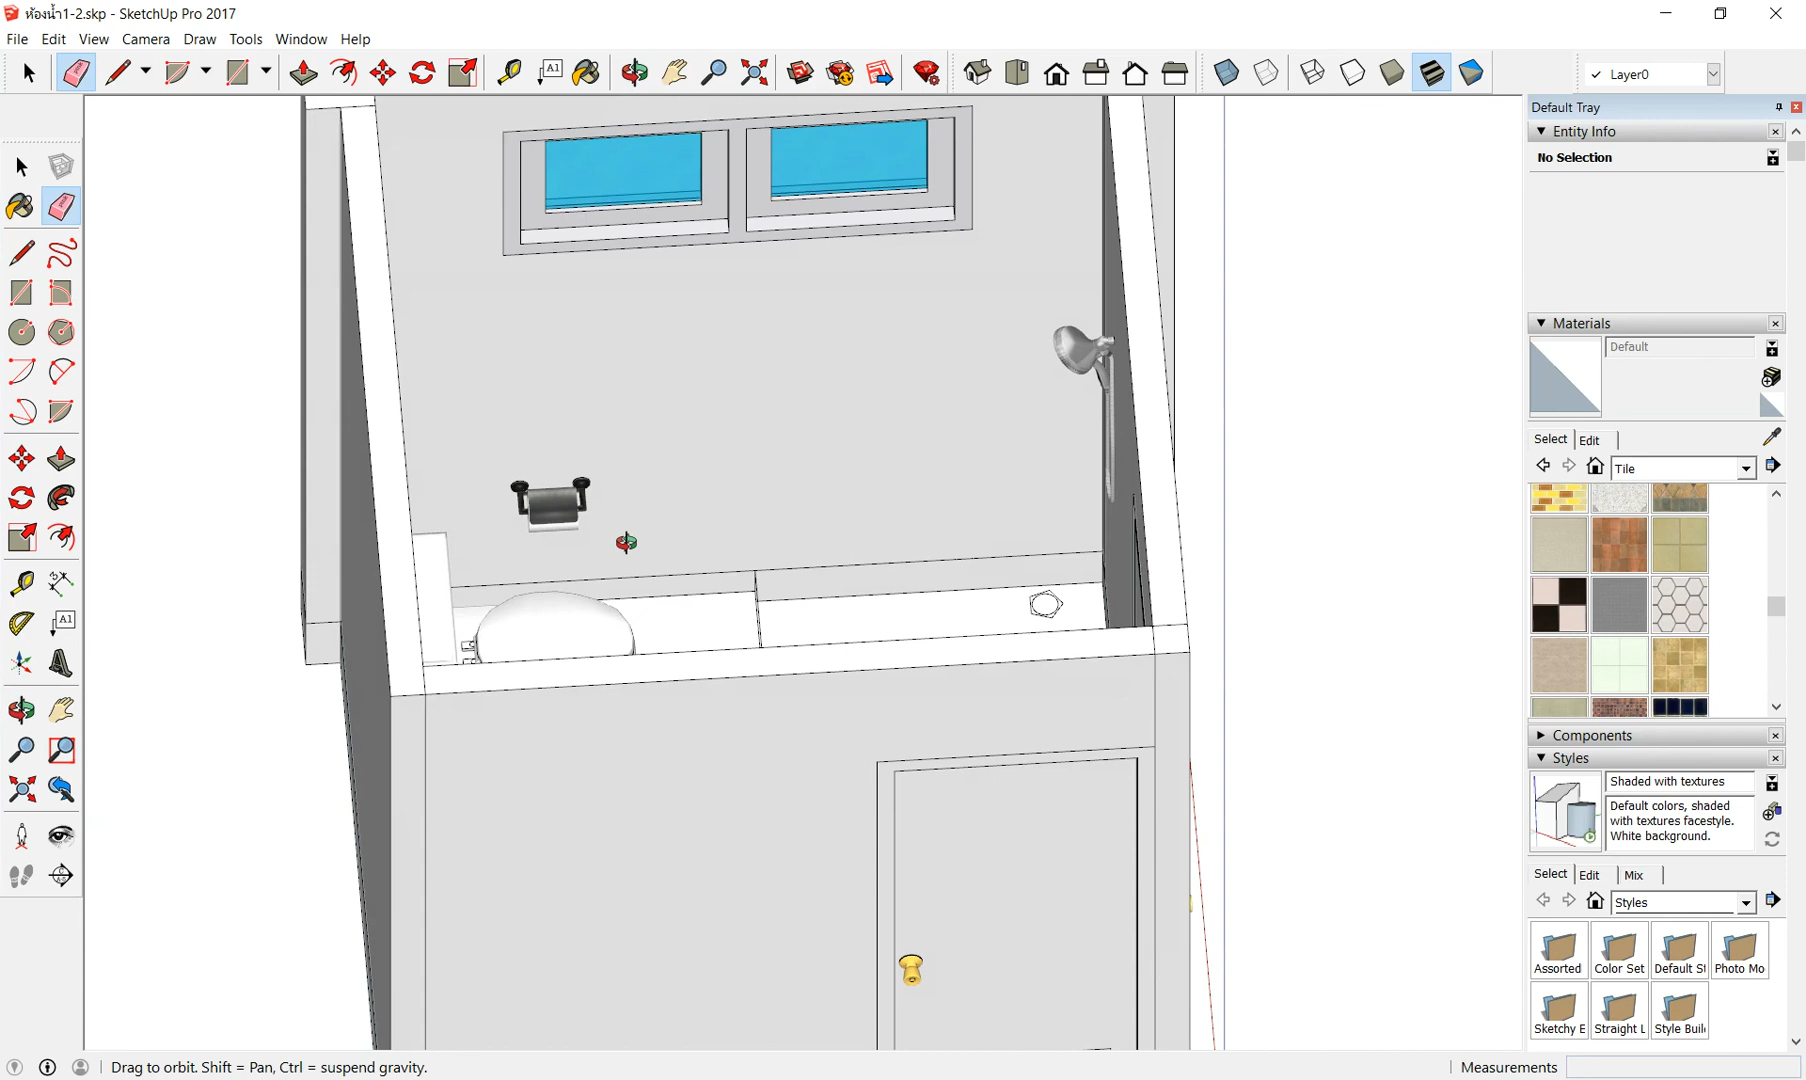 ห้องน้ำ1-2.skp - SketchUp Pro 2017
File Edit View Camera Draw Tools Window Help
A1
Layer0
Default Tray
Entity Info
No Selection
Materials
Default
Select Edit
Tile
A1
Components
Styles
Shaded with textures
Default colors, shaded
with textures facestyle.
White background.
Select Edit Mix
Styles
Assorted Color Set Default St Photo Mo
Sketchy E Straight L Style Buil
Drag to orbit. Shift = Pan, Ctrl = suspend gravity.
Measurements